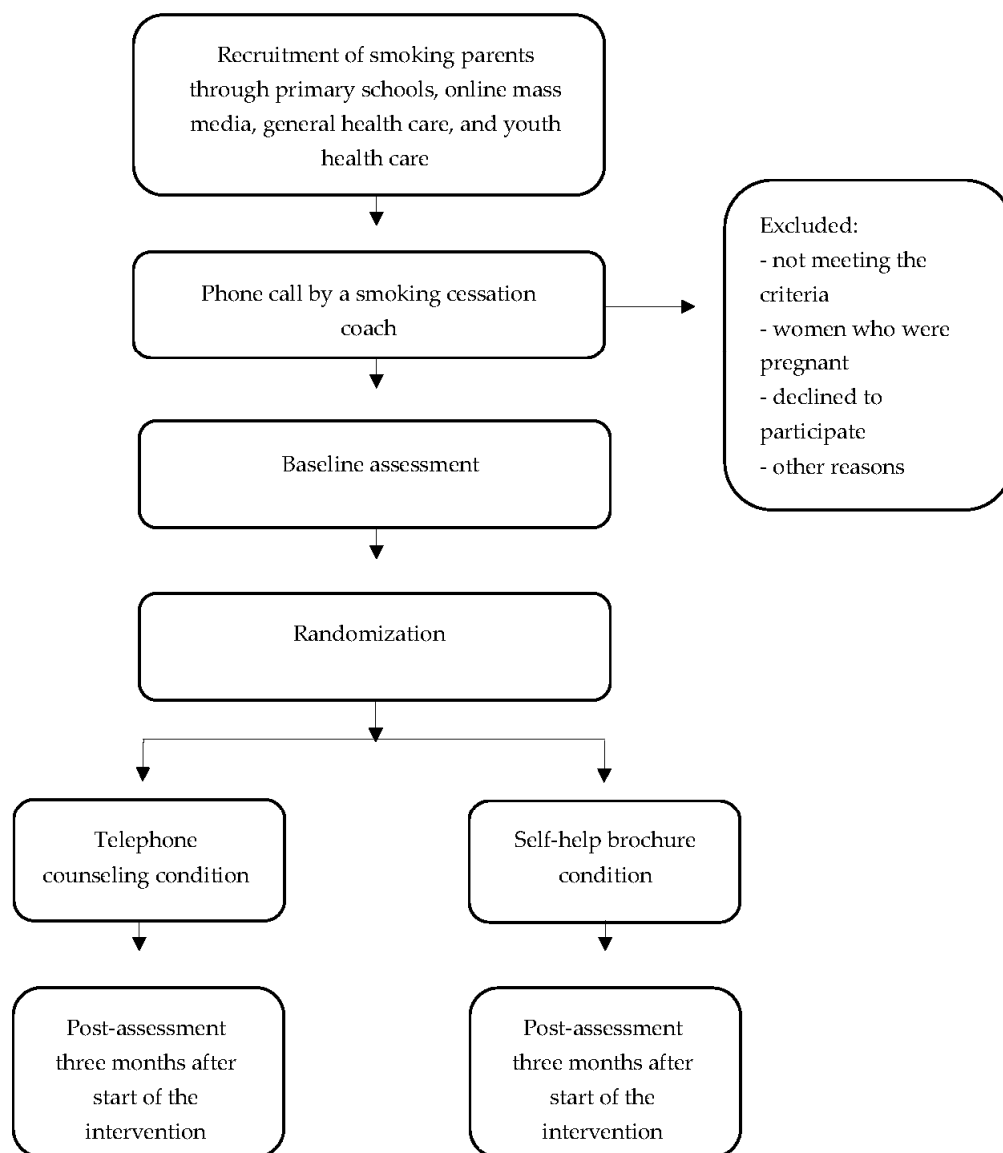 Recruitment of smoking parents
through primary schools, online mass
media, general health care, and youth
health care
Phone call by a smoking cessation
coach
Excluded:
- not meeting the
criteria
- women who were
pregnant
- declined to
participate
- other reasons
Baseline assessment
Randomization
Telephone
counseling condition
Self-help brochure
condition
Post-assessment
three months after
start of the
intervention
Post-assessment
three months after
start of the
intervention